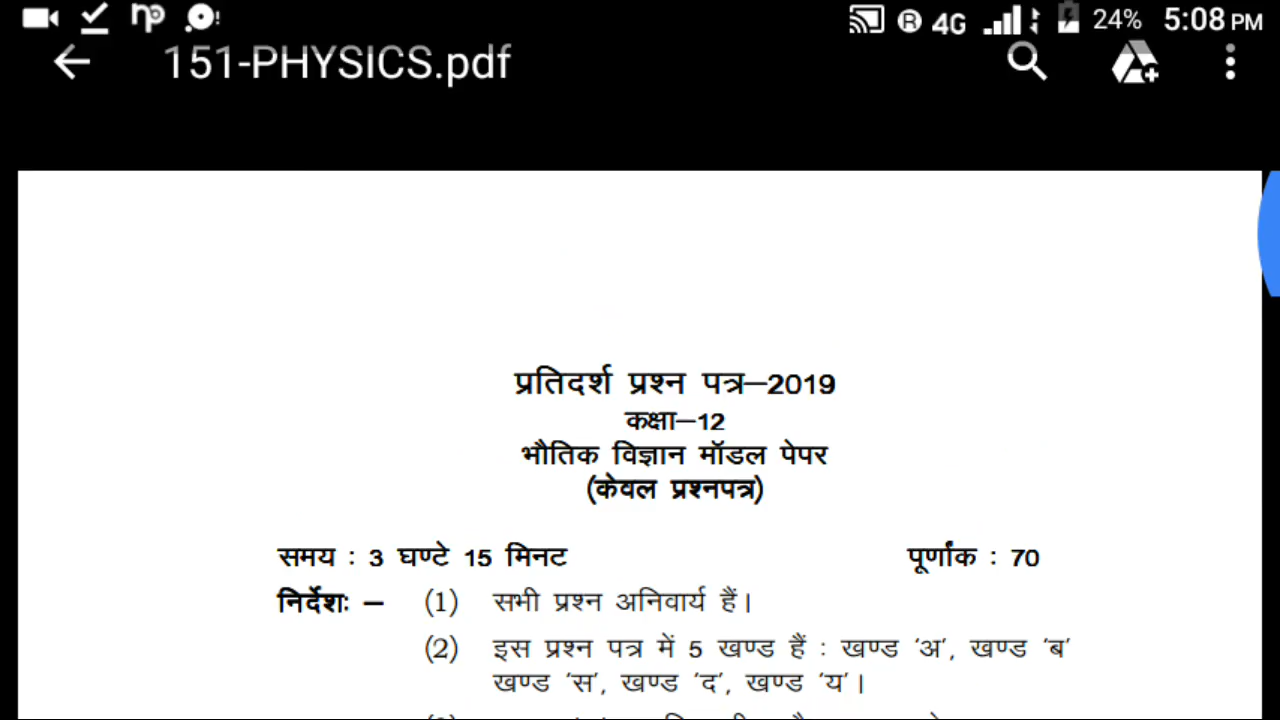 24% 5:08 PM
151-PHYSICS.pdf
प्रतिदर्श प्रश्न पत्र–2019
कक्षा–12
भौतिक विज्ञान मॉडल पेपर
(केवल प्रश्नपत्र)
समय : 3 घण्टे 15 मिनट पूर्णांक : 70
निर्देशः – (1) सभी प्रश्न अनिवार्य हैं।
(2) इस प्रश्न पत्र में 5 खण्ड हैं : खण्ड 'अ', खण्ड 'ब'
खण्ड 'स', खण्ड 'द', खण्ड 'य'।